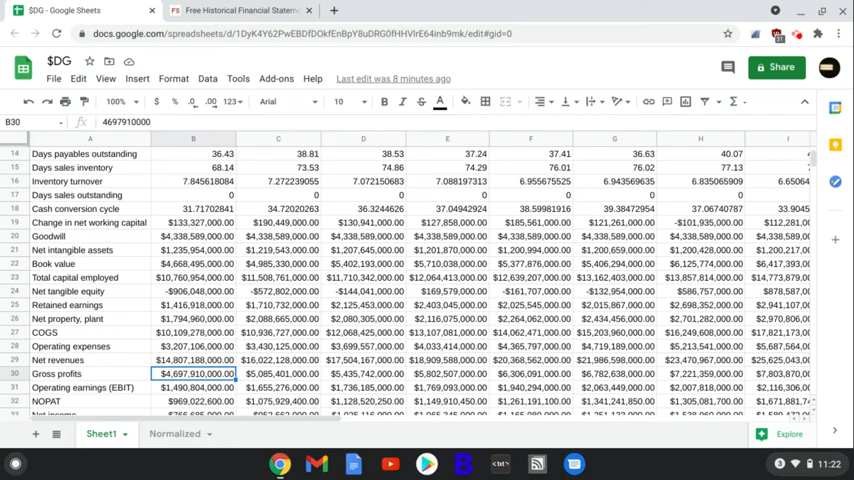 $DG - Google Sheets
Free Historical Financial Stateme
docs.google.com/spreadsheets/d/1DyK4Y62PwEBDfDOkfEnBpY8uDRG0fHHVlrE64inb9mk/edit#gid=0
$DG
File Edit View Insert Format Data Tools Add-ons Help Last edit was 8 minutes ago
Share
100% $ % .0 .00 123 Arial 10 B I S A
B30 fx 4697910000
A B C D E F G H I
14 Days payables outstanding 36.43 38.81 38.53 37.24 37.41 36.63 40.07
15 Days sales inventory 68.14 73.53 74.86 74.29 76.01 76.02 77.13
16 Inventory turnover 7.845618084 7.272239055 7.072150683 7.088197313 6.955675525 6.943569635 6.835065909 6.65064
17 Days sales outstanding 0 0 0 0 0 0 0
18 Cash conversion cycle 31.71702841 34.72020263 36.3244626 37.04942924 38.59981916 39.38472954 37.06740787 33.9045
19 Change in net working capital $133,327,000.00 $190,449,000.00 $130,941,000.00 $127,858,000.00 $185,561,000.00 $121,261,000.00 -$101,935,000.00 $112,281,0
20 Goodwill $4,338,589,000.00 $4,338,589,000.00 $4,338,589,000.00 $4,338,589,000.00 $4,338,589,000.00 $4,338,589,000.00 $4,338,589,000.00 $4,338,589,0
21 Net intangible assets $1,235,954,000.00 $1,219,543,000.00 $1,207,645,000.00 $1,201,870,000.00 $1,200,994,000.00 $1,200,659,000.00 $1,200,428,000.00 $1,200,217,0
22 Book value $4,668,495,000.00 $4,985,330,000.00 $5,402,193,000.00 $5,710,038,000.00 $5,377,876,000.00 $5,406,294,000.00 $6,125,774,000.00 $6,417,393,0
23 Total capital employed $10,760,954,000.00 $11,508,761,000.00 $11,710,342,000.00 $12,064,413,000.00 $12,639,207,000.00 $13,162,403,000.00 $13,857,814,000.00 $14,773,879,0
24 Net tangible equity -$906,048,000.00 -$572,802,000.00 -$144,041,000.00 $169,579,000.00 -$161,707,000.00 -$132,954,000.00 $586,757,000.00 $878,587,0
25 Retained earnings $1,416,918,000.00 $1,710,732,000.00 $2,125,453,000.00 $2,403,045,000.00 $2,025,545,000.00 $2,015,867,000.00 $2,698,352,000.00 $2,941,107,0
26 Net property, plant $1,794,960,000.00 $2,088,665,000.00 $2,080,305,000.00 $2,116,075,000.00 $2,264,062,000.00 $2,434,456,000.00 $2,701,282,000.00 $2,970,806,0
27 COGS $10,109,278,000.00 $10,936,727,000.00 $12,068,425,000.00 $13,107,081,000.00 $14,062,471,000.00 $15,203,960,000.00 $16,249,608,000.00 $17,821,173,0
28 Operating expenses $3,207,106,000.00 $3,430,125,000.00 $3,699,557,000.00 $4,033,414,000.00 $4,365,797,000.00 $4,719,189,000.00 $5,213,541,000.00 $5,687,564,0
29 Net revenues $14,807,188,000.00 $16,022,128,000.00 $17,504,167,000.00 $18,909,588,000.00 $20,368,562,000.00 $21,986,598,000.00 $23,470,967,000.00 $25,625,043,0
30 Gross profits $4,697,910,000.00 $5,085,401,000.00 $5,435,742,000.00 $5,802,507,000.00 $6,306,091,000.00 $6,782,638,000.00 $7,221,359,000.00 $7,803,870,0
31 Operating earnings (EBIT) $1,490,804,000.00 $1,655,276,000.00 $1,736,185,000.00 $1,769,093,000.00 $1,940,294,000.00 $2,063,449,000.00 $2,007,818,000.00 $2,116,306,0
32 NOPAT $969,022,600.00 $1,075,929,400.00 $1,128,520,250.00 $1,149,910,450.00 $1,261,191,100.00 $1,341,241,850.00 $1,305,081,700.00 $1,671,881,7
Sheet1 Normalized Explore
3 11:22